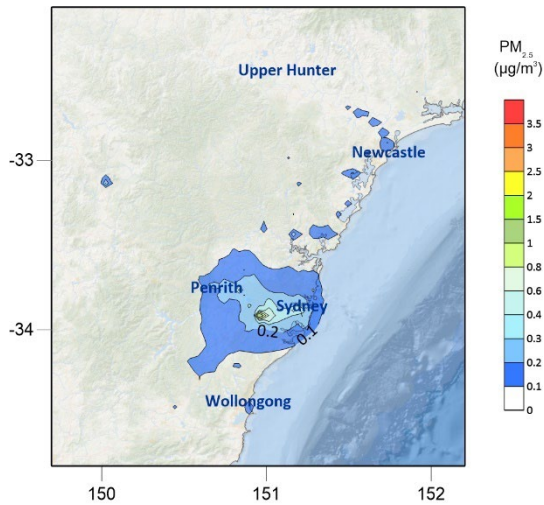 PM2.5
(μg/m³)
Upper Hunter
Newcastle
Penrith
Sydney
0.2
0.1
Wollongong
-33
-34
150
151
152
3.5
3
2.5
2
1.5
1
0.8
0.6
0.4
0.2
0.1
0